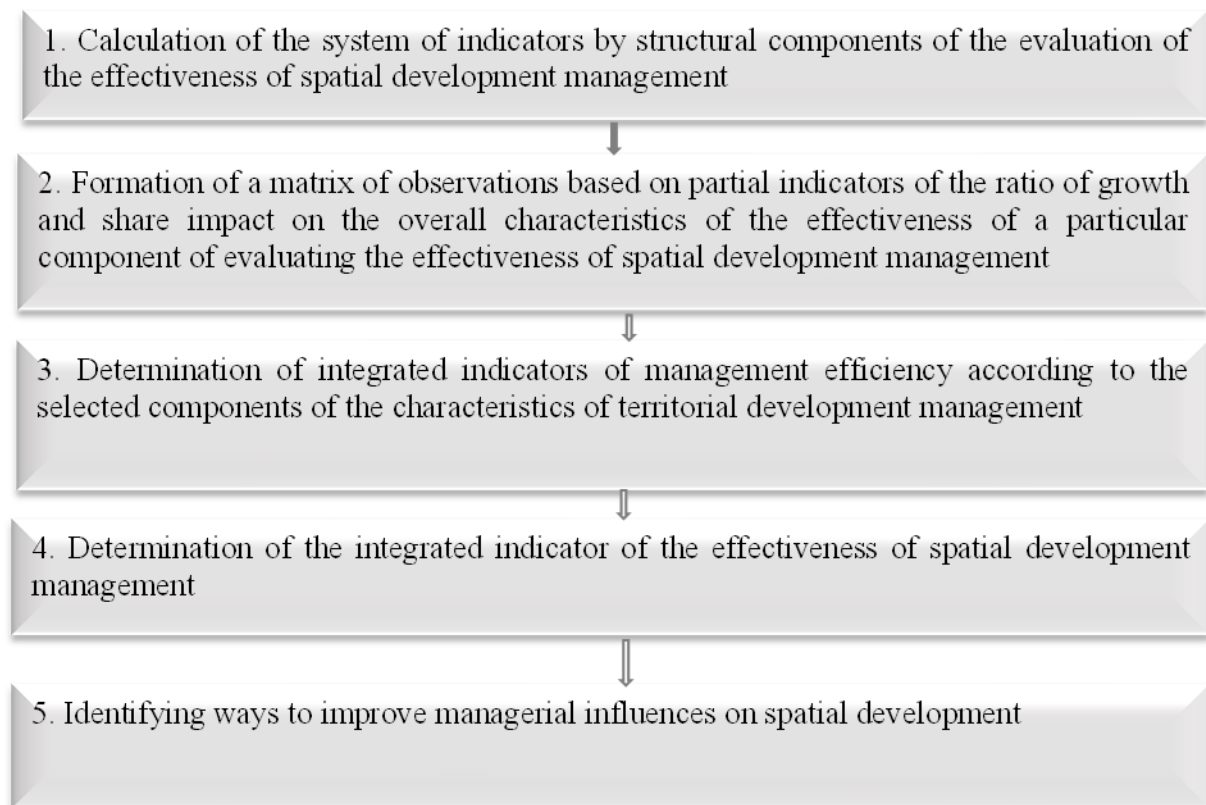 1. Calculation of the system of indicators by structural components of the evaluation of
the effectiveness of spatial development management
2. Formation of a matrix of observations based on partial indicators of the ratio of growth
and share impact on the overall characteristics of the effectiveness of a particular
component of evaluating the effectiveness of spatial development management
3. Determination of integrated indicators of management efficiency according to the
selected components of the characteristics of territorial development management
4. Determination of the integrated indicator of the effectiveness of spatial development
management
5. Identifying ways to improve managerial influences on spatial development